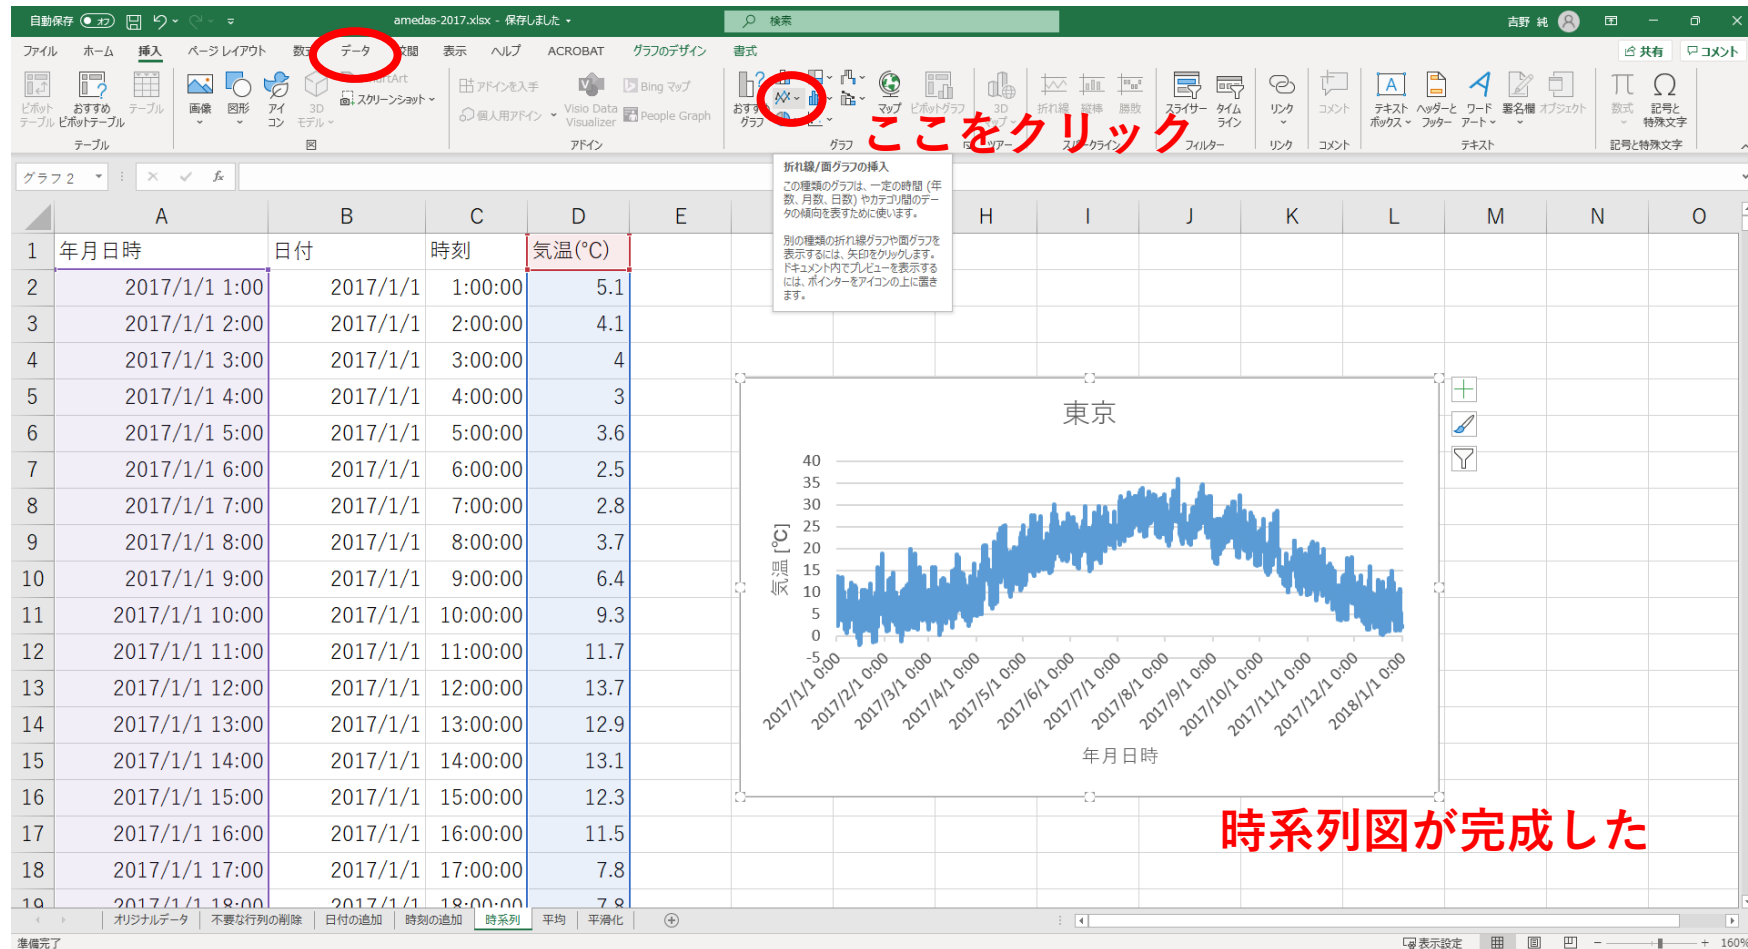 自動保存 オフ amedas-2017.xlsx - 保存しました 検索 吉野 純
ファイル ホーム 挿入 ページ レイアウト データ 校閲 表示 ヘルプ ACROBAT グラフのデザイン 書式 共有 コメント
ピボットテーブル おすすめピボットテーブル テーブル 画像 図形 アイコン 3Dモデル スクリーンショット
アドインを入手 個人用アドイン Visio Data Visualizer Bing マップ People Graph
おすすめグラフ マップ ピボットグラフ 3Dマップ 折れ線 縦棒 勝敗 スライサー タイムライン リンク コメント
テキストボックス ヘッダーとフッター ワードアート 署名欄 オブジェクト 数式 記号と特殊文字
テーブル 図 アドイン グラフ ツアー スパークライン フィルター リンク コメント テキスト 記号と特殊文字
ここをクリック
グラフ 2 fx
折れ線/面グラフの挿入
この種類のグラフは、一定の時間 (年
数、月数、日数) やカテゴリ間のデー
タの傾向を表すために使います。
別の種類の折れ線グラフや面グラフを
表示するには、矢印をクリックします。
ドキュメント内でプレビューを表示する
には、ポインターをアイコンの上に置き
ます。
A B C D E H I J K L M N O
1 年月日時 日付 時刻 気温(℃)
2 2017/1/1 1:00 2017/1/1 1:00:00 5.1
3 2017/1/1 2:00 2017/1/1 2:00:00 4.1
4 2017/1/1 3:00 2017/1/1 3:00:00 4
5 2017/1/1 4:00 2017/1/1 4:00:00 3
6 2017/1/1 5:00 2017/1/1 5:00:00 3.6
7 2017/1/1 6:00 2017/1/1 6:00:00 2.5
8 2017/1/1 7:00 2017/1/1 7:00:00 2.8
9 2017/1/1 8:00 2017/1/1 8:00:00 3.7
10 2017/1/1 9:00 2017/1/1 9:00:00 6.4
11 2017/1/1 10:00 2017/1/1 10:00:00 9.3
12 2017/1/1 11:00 2017/1/1 11:00:00 11.7
13 2017/1/1 12:00 2017/1/1 12:00:00 13.7
14 2017/1/1 13:00 2017/1/1 13:00:00 12.9
15 2017/1/1 14:00 2017/1/1 14:00:00 13.1
16 2017/1/1 15:00 2017/1/1 15:00:00 12.3
17 2017/1/1 16:00 2017/1/1 16:00:00 11.5
18 2017/1/1 17:00 2017/1/1 17:00:00 7.8
19 2017/1/1 18:00 2017/1/1 18:00:00 7.8
東京
気温 [℃]
40
35
30
25
20
15
10
5
0
-5
2017/1/1 0:00 2017/2/1 0:00 2017/3/1 0:00 2017/4/1 0:00 2017/5/1 0:00 2017/6/1 0:00 2017/7/1 0:00 2017/8/1 0:00 2017/9/1 0:00 2017/10/1 0:00 2017/11/1 0:00 2017/12/1 0:00 2018/1/1 0:00
年月日時
時系列図が完成した
オリジナルデータ 不要な行列の削除 日付の追加 時刻の追加 時系列 平均 平滑化
準備完了 表示設定 160%